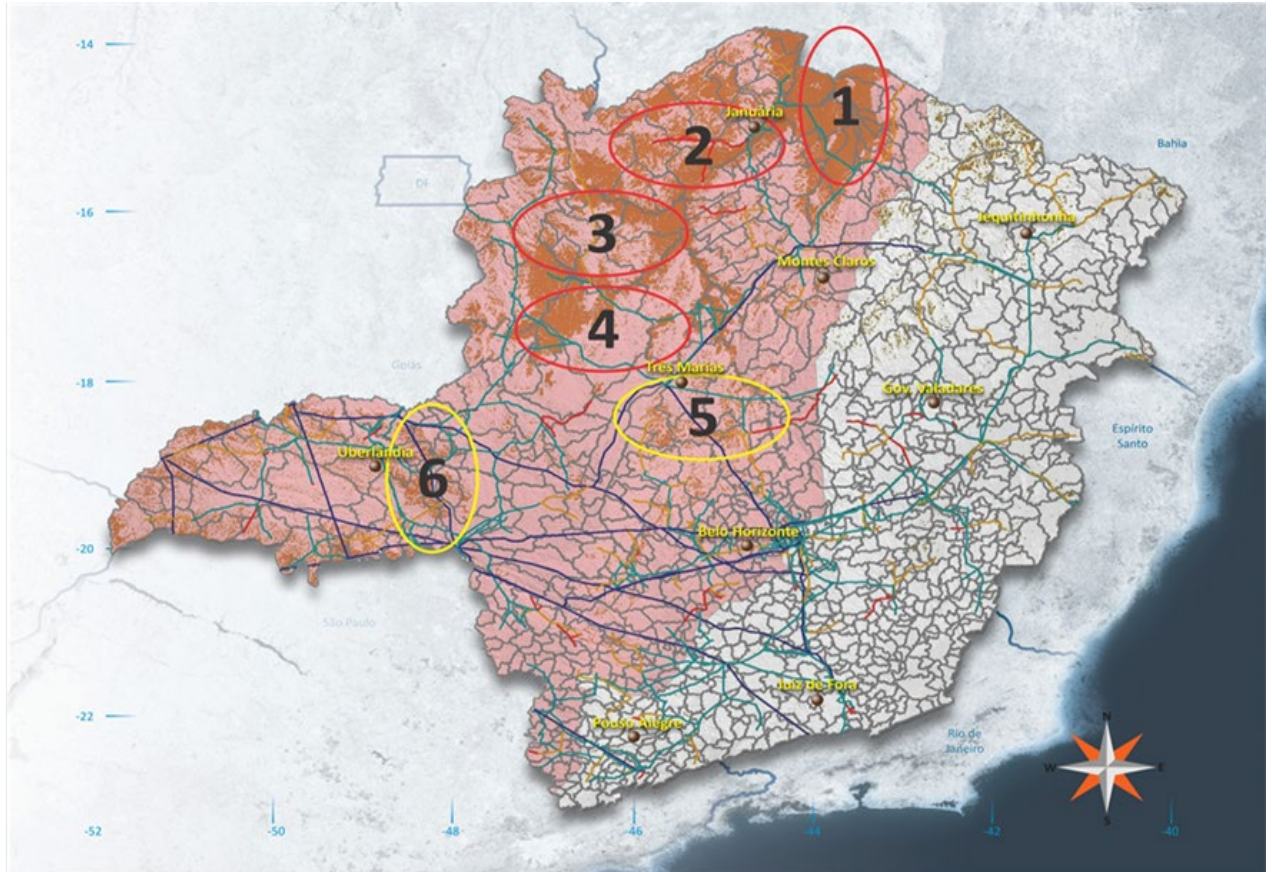 -14
1
Januária
2
Bahia
DF
-16
3
Jequitinhonha
Montes Claros
4
Goiás
Três Marias
-18
5
Gov. Valadares
Espírito
Santo
Uberlândia
6
Belo Horizonte
-20
São Paulo
Juiz de Fora
-22
Pouso Alegre
Rio de
Janeiro
N
W
E
S
-52
-50
-48
-46
-44
-42
-40